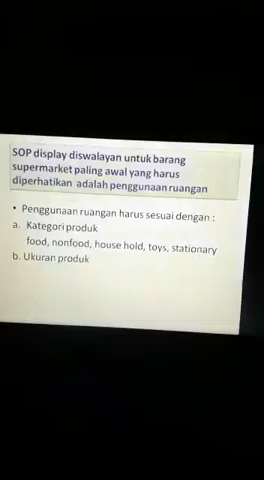 SOP display diswalayan untuk barang
supermarket paling awal yang harus
diperhatikan adalah penggunaan ruangan
• Penggunaan ruangan harus sesuai dengan :
a. Kategori produk
food, nonfood, house hold, toys, stationary
b. Ukuran produk